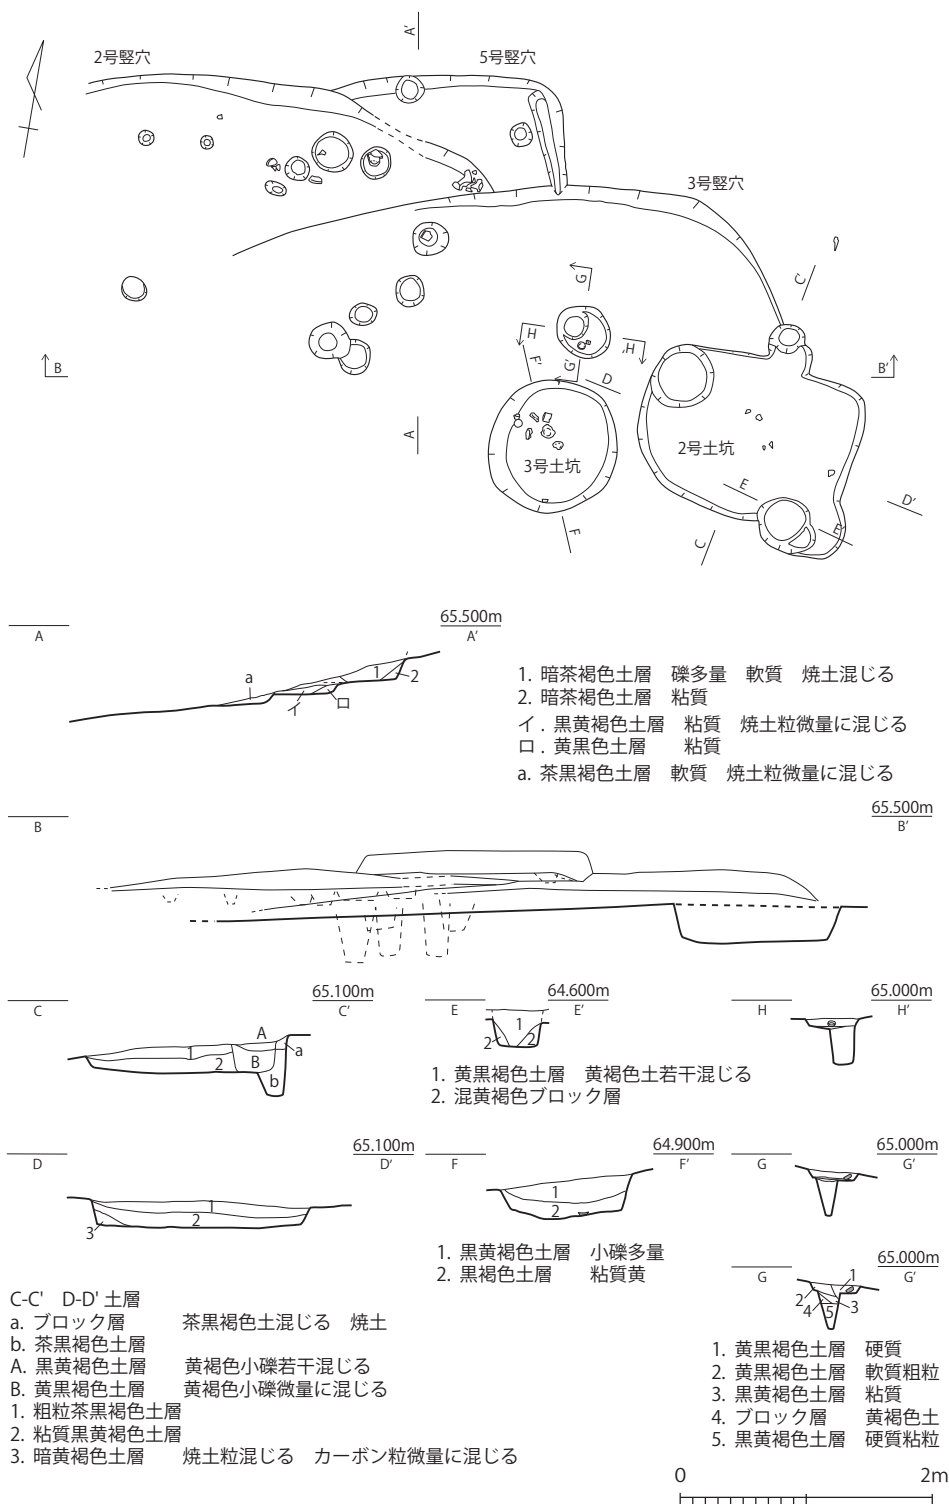 A'
2号竪穴
5号竪穴
3号竪穴
C'
G
H
H'
F'
G'
D
B
B'
A
3号土坑
2号土坑
E
E'
D'
F
C
65.500m
A
A'
a
1
2
イ
ロ
1. 暗茶褐色土層 礫多量 軟質 焼土混じる
2. 暗茶褐色土層 粘質
イ. 黒黄褐色土層 粘質 焼土粒微量に混じる
ロ. 黄黒色土層 粘質
a. 茶黒褐色土層 軟質 焼土粒微量に混じる
65.500m
B
B'
65.100m
C
C'
A
a
1
2
B
b
64.600m
E
E'
1
2
2
1. 黄黒褐色土層 黄褐色土若干混じる
2. 混黄褐色ブロック層
65.000m
H
H'
65.100m
D
D'
1
2
3
64.900m
F
F'
1
2
1. 黒黄褐色土層 小礫多量
2. 黒褐色土層 粘質黄
65.000m
G
G'
65.000m
G
G'
1
2
3
4
5
1. 黄黒褐色土層 硬質
2. 黄黒褐色土層 軟質粗粒
3. 黒黄褐色土層 粘質
4. ブロック層 黄褐色土
5. 黒黄褐色土層 硬質粘粒
C-C' D-D' 土層
a. ブロック層 茶黒褐色土混じる 焼土
b. 茶黒褐色土層
A. 黒黄褐色土層 黄褐色小礫若干混じる
B. 黄黒褐色土層 黄褐色小礫微量に混じる
1. 粗粒茶黒褐色土層
2. 粘質黒黄褐色土層
3. 暗黄褐色土層 焼土粒混じる カーボン粒微量に混じる
0
2m